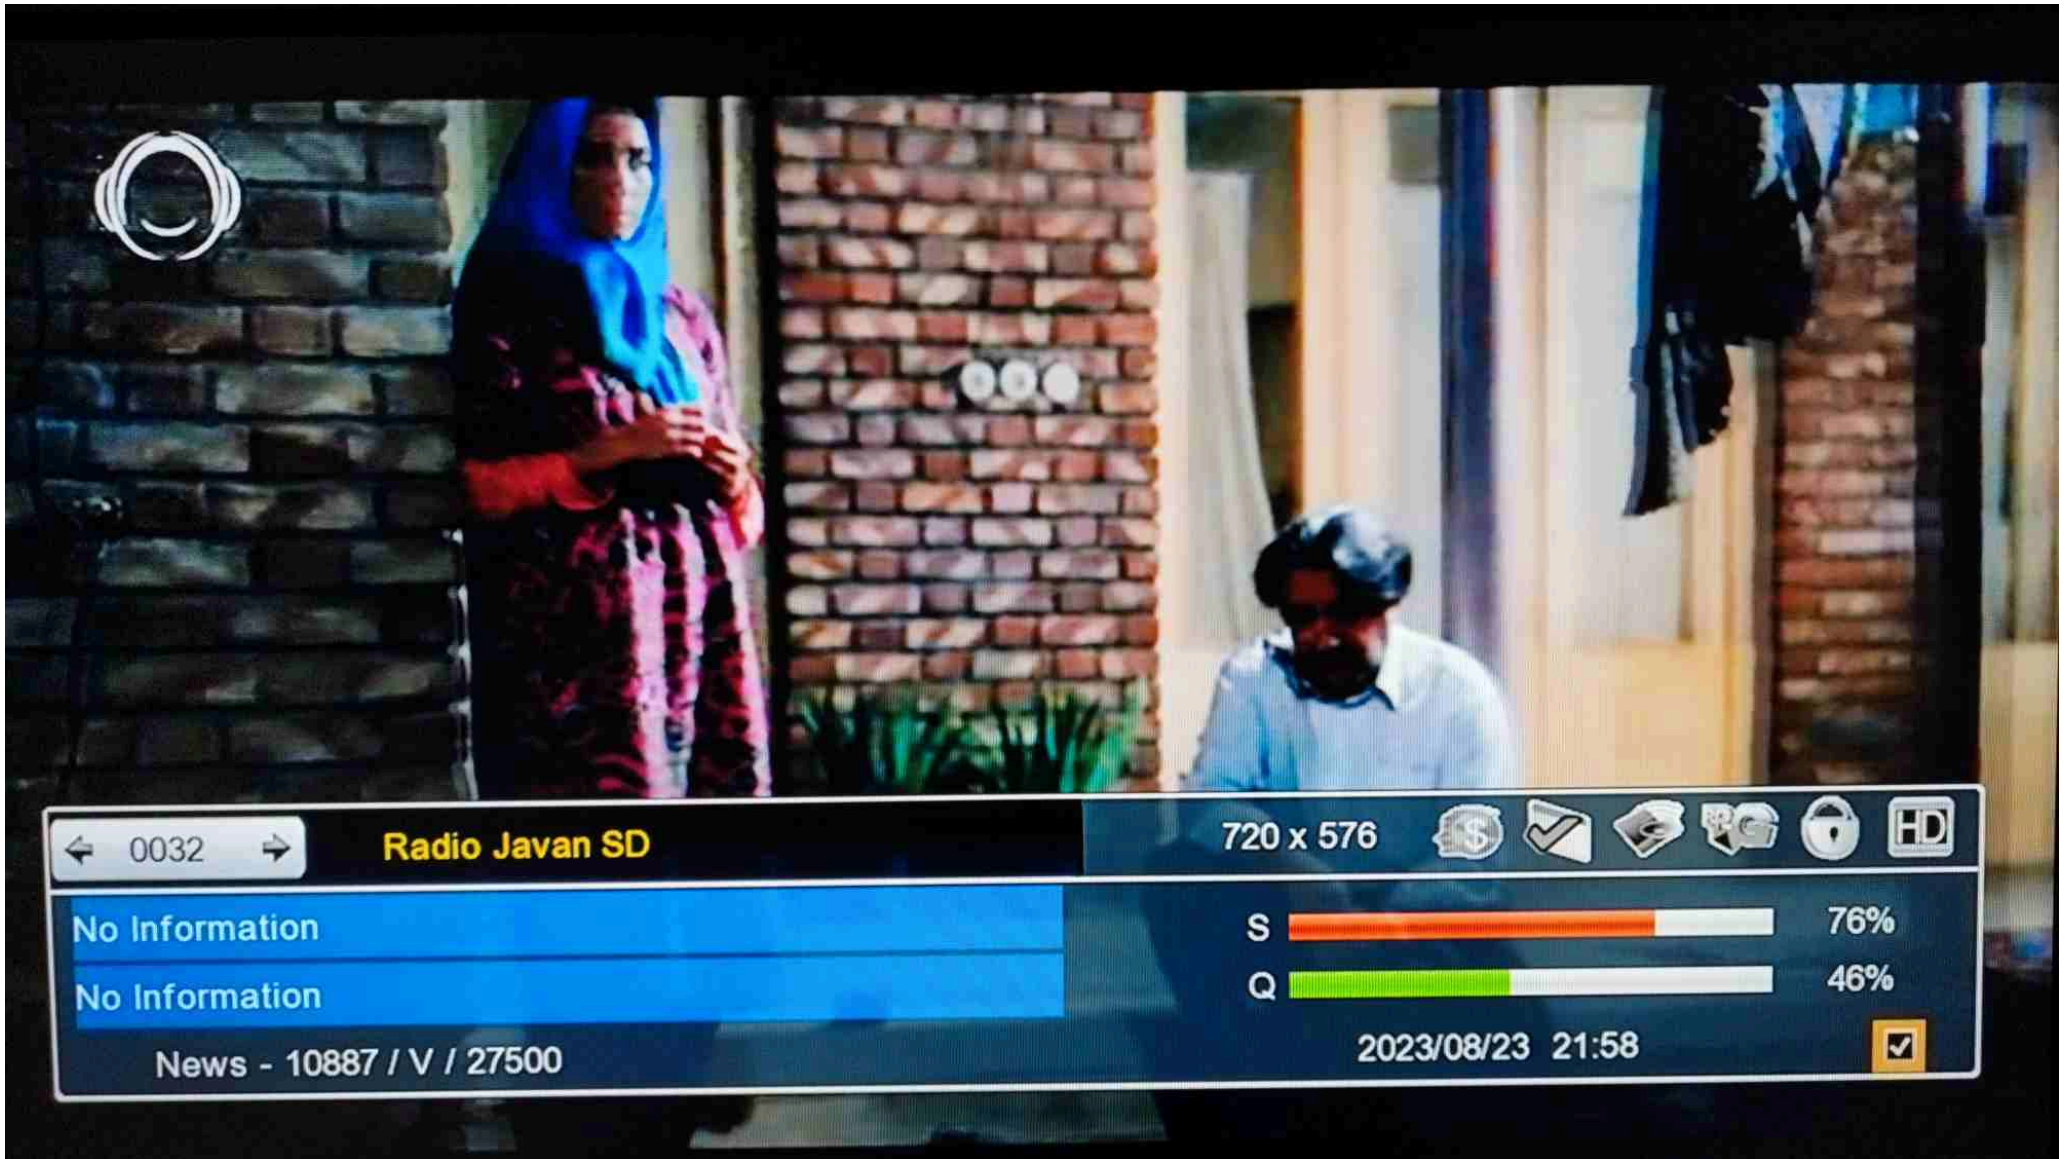 0032
Radio Javan SD
720 x 576
HD
No Information
No Information
S 76%
Q 46%
News - 10887 / V / 27500
2023/08/23 21:58